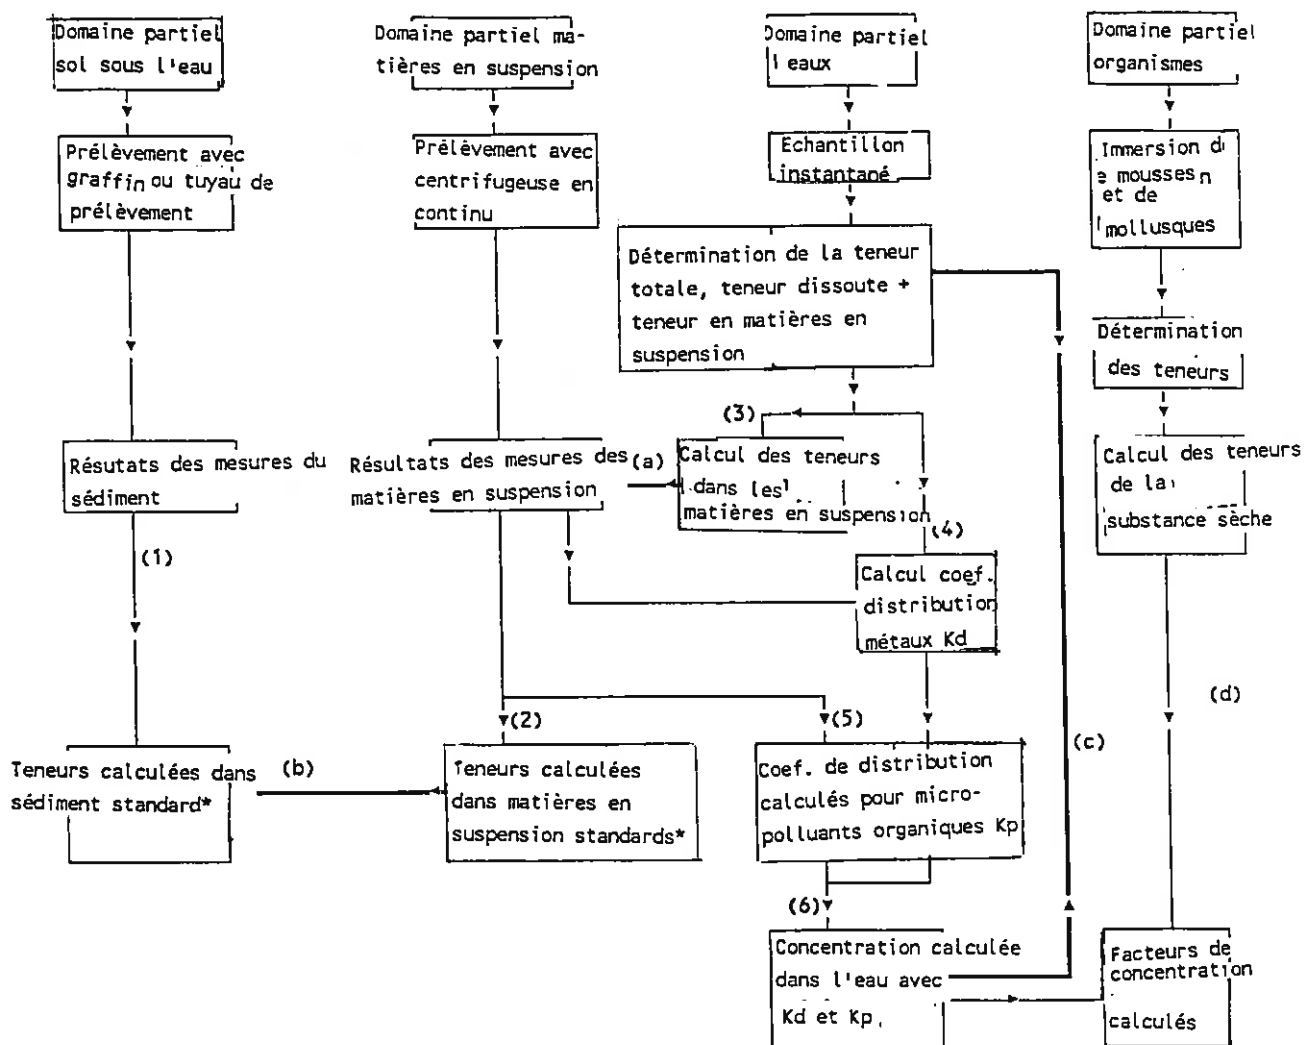 Domaine partiel
sol sous l'eau
Domaine partiel ma-
tières en suspension
Domaine partiel
eaux
Domaine partiel
organismes
Prélèvement avec
graffin ou tuyau de
prélèvement
Prélèvement avec
centrifugeuse en
continu
Echantillon
instantané
Immersion d
e mousses n
et de
mollusques
Détermination de la teneur
totale, teneur dissoute +
teneur en matières en
suspension
Détermination
des teneurs
(3)
Résutats des mesures du
sédiment
Résultats des mesures des
matières en suspension
(a)
Calcul des teneurs
dans les
matières en suspension
Calcul des teneurs
de la
substance sèche
(1)
(4)
Calcul coef.
distribution
métaux Kd
(d)
(2)
(5)
(c)
Teneurs calculées dans
sédiment standard*
(b)
Teneurs calculées
dans matières en
suspension standards*
Coef. de distribution
calculés pour micro-
polluants organiques Kp
(6)
Concentration calculée
dans l'eau avec
Kd et Kp
Facteurs de
concentration
calculés